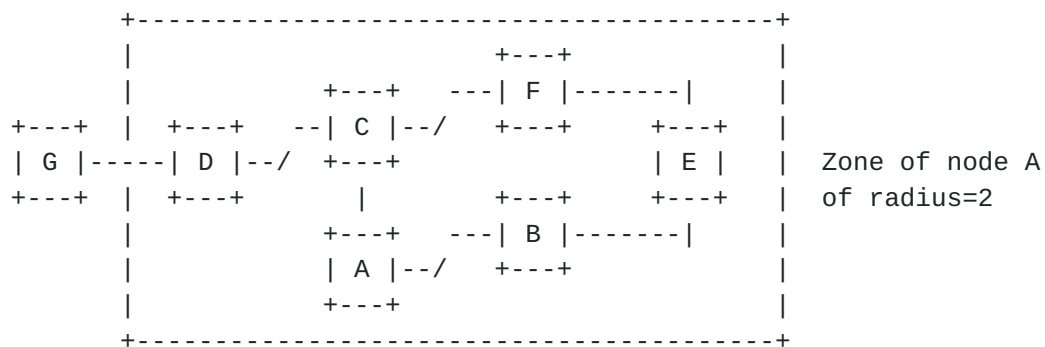 +-----------------------------------------+
|                      +---+              |
|            +---+   ---| F |-------|     |
+---+  |  +---+   --| C |--/   +---+     +---+   |
| G |-----| D |--/  +---+                | E |   |  Zone of node A
+---+  |  +---+       |        +---+     +---+   |  of radius=2
|            +---+   ---| B |-------|     |
|            | A |--/   +---+              |
|            +---+                         |
+-----------------------------------------+